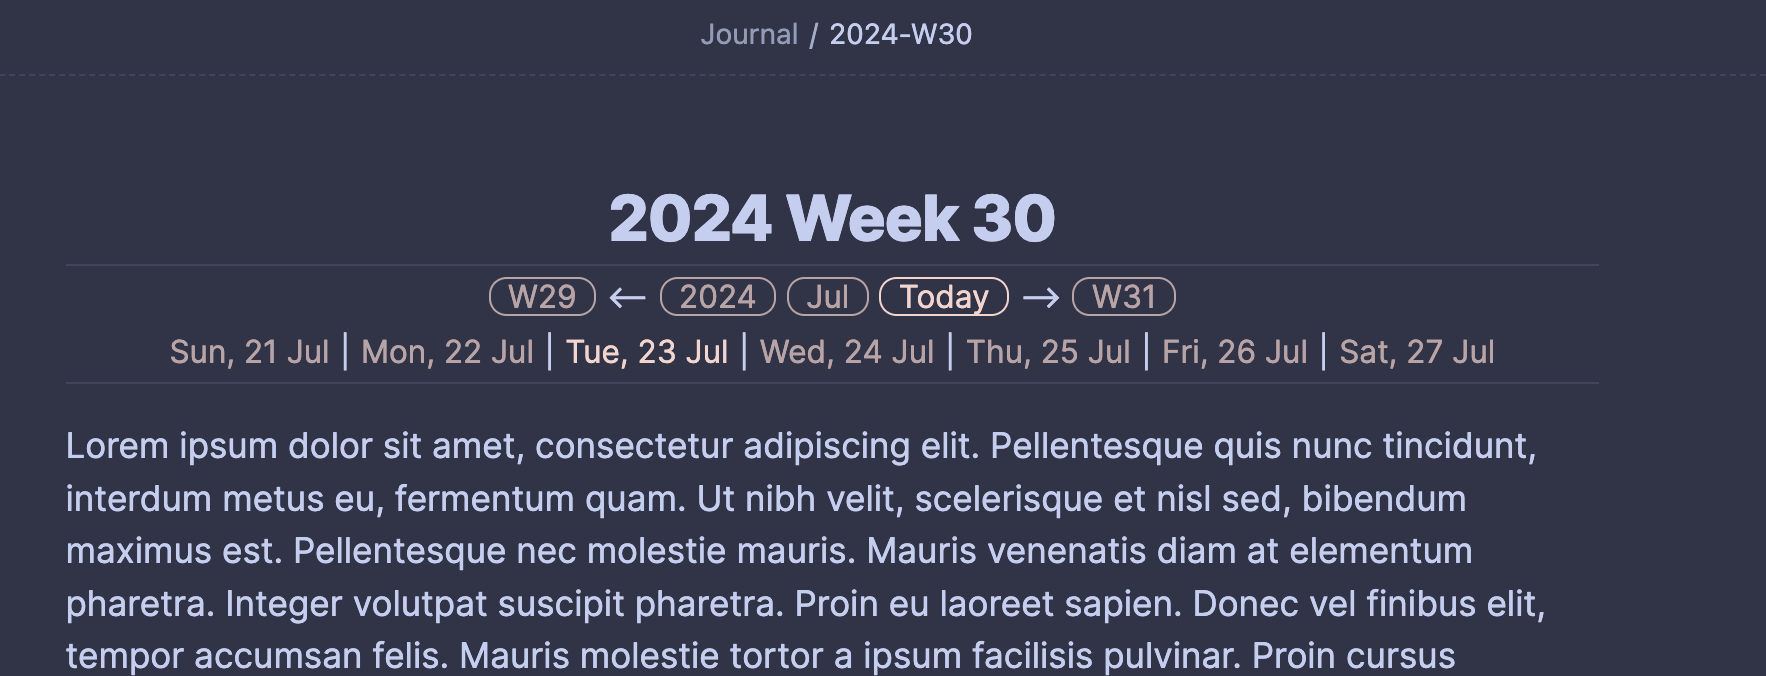 Journal / 2024-W30
2024 Week 30
W29 ← 2024 Jul Today → W31
Sun, 21 Jul | Mon, 22 Jul | Tue, 23 Jul | Wed, 24 Jul | Thu, 25 Jul | Fri, 26 Jul | Sat, 27 Jul
Lorem ipsum dolor sit amet, consectetur adipiscing elit. Pellentesque quis nunc tincidunt,
interdum metus eu, fermentum quam. Ut nibh velit, scelerisque et nisl sed, bibendum
maximus est. Pellentesque nec molestie mauris. Mauris venenatis diam at elementum
pharetra. Integer volutpat suscipit pharetra. Proin eu laoreet sapien. Donec vel finibus elit,
tempor accumsan felis. Mauris molestie tortor a ipsum facilisis pulvinar. Proin cursus